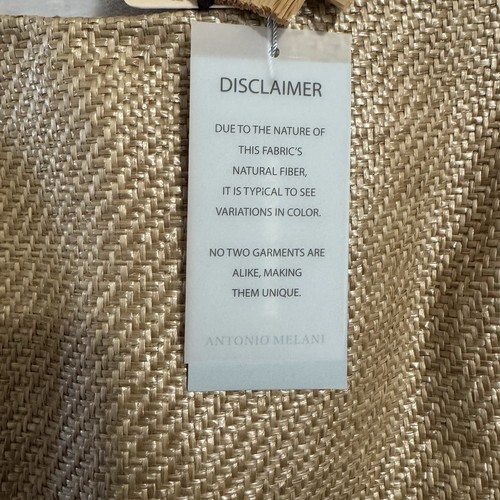 DISCLAIMER
DUE TO THE NATURE OF
THIS FABRIC'S
NATURAL FIBER,
IT IS TYPICAL TO SEE
VARIATIONS IN COLOR.
NO TWO GARMENTS ARE
ALIKE, MAKING
THEM UNIQUE.
ANTONIO MELANI